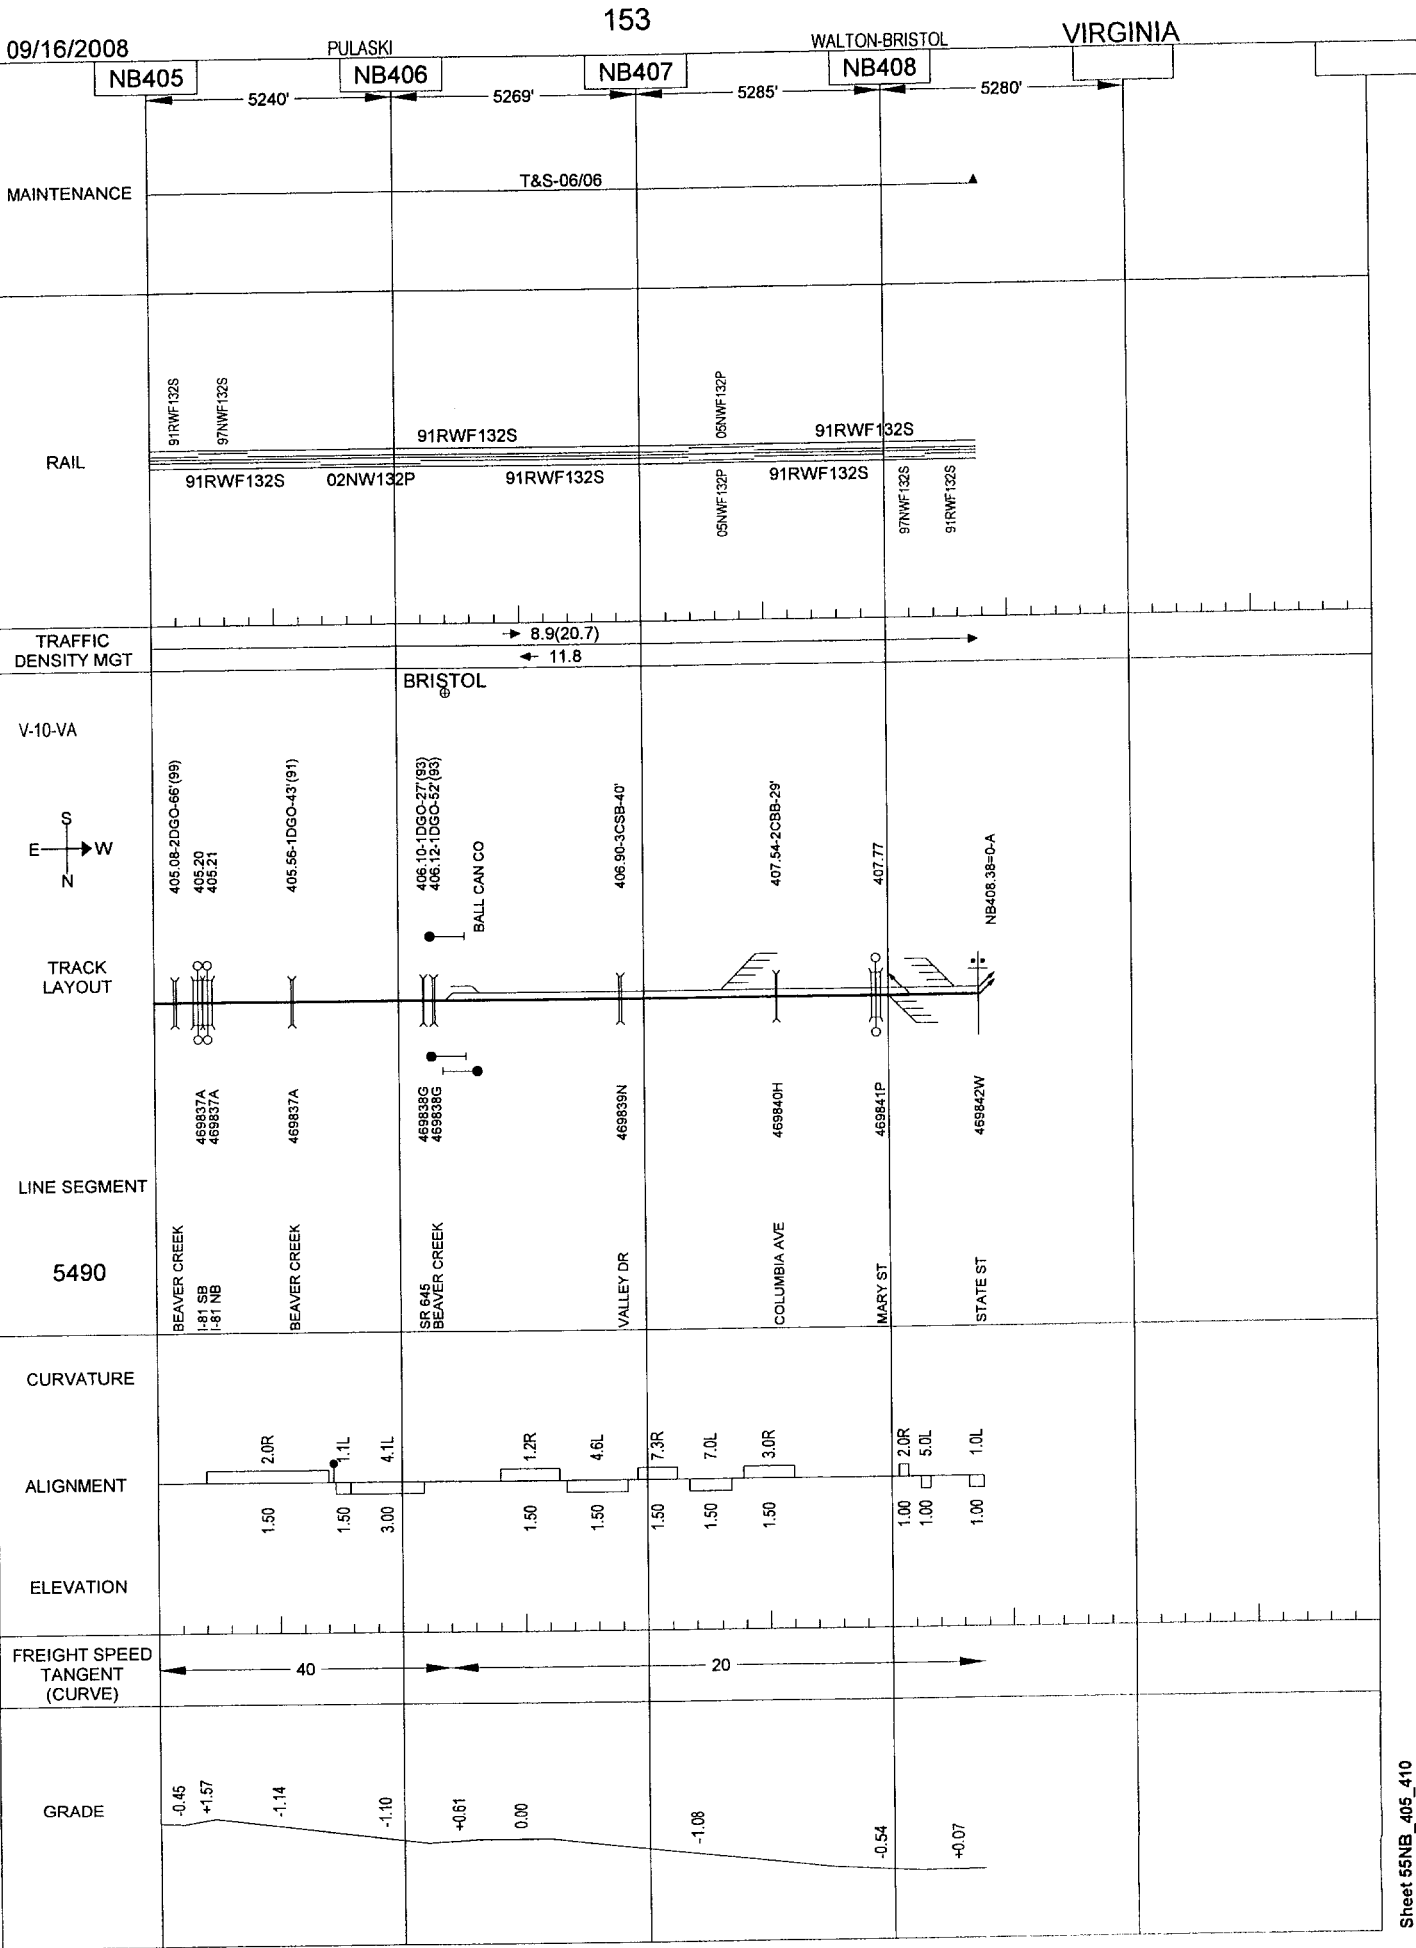 153
09/16/2008
PULASKI
WALTON-BRISTOL
VIRGINIA
NB405
NB406
NB407
NB408
5240'
5269'
5285'
5280'
MAINTENANCE
T&S-06/06
RAIL
91RWF132S
97NWF132S
91RWF132S
05NWF132P
91RWF132S
91RWF132S
02NW132P
91RWF132S
05NWF132P
91RWF132S
97NWF132S
91RWF132S
TRAFFIC
DENSITY MGT
8.9(20.7)
11.8
BRISTOL
V-10-VA
S
E
W
N
405.08-2DGO-66'(99)
405.20
405.21
405.56-1DGO-43'(91)
406.10-1DGO-27'(93)
406.12-1DGO-52'(93)
BALL CAN CO
406.90-3CSB-40'
407.54-2CBB-29'
407.77
NB408.38=0-A
TRACK
LAYOUT
469837A
469837A
469837A
469838G
469838G
469839N
469840H
469841P
469842W
LINE SEGMENT
5490
BEAVER CREEK
I-81 SB
I-81 NB
BEAVER CREEK
SR 645
BEAVER CREEK
VALLEY DR
COLUMBIA AVE
MARY ST
STATE ST
CURVATURE
ALIGNMENT
2.0R
1.1L
4.1L
1.2R
4.6L
7.3R
7.0L
3.0R
2.0R
5.0L
1.0L
1.50
1.50
3.00
1.50
1.50
1.50
1.50
1.50
1.00
1.00
1.00
ELEVATION
FREIGHT SPEED
TANGENT
(CURVE)
40
20
GRADE
-0.45
+1.57
-1.14
-1.10
+0.61
0.00
-1.08
-0.54
+0.07
Sheet 55NB_405_410